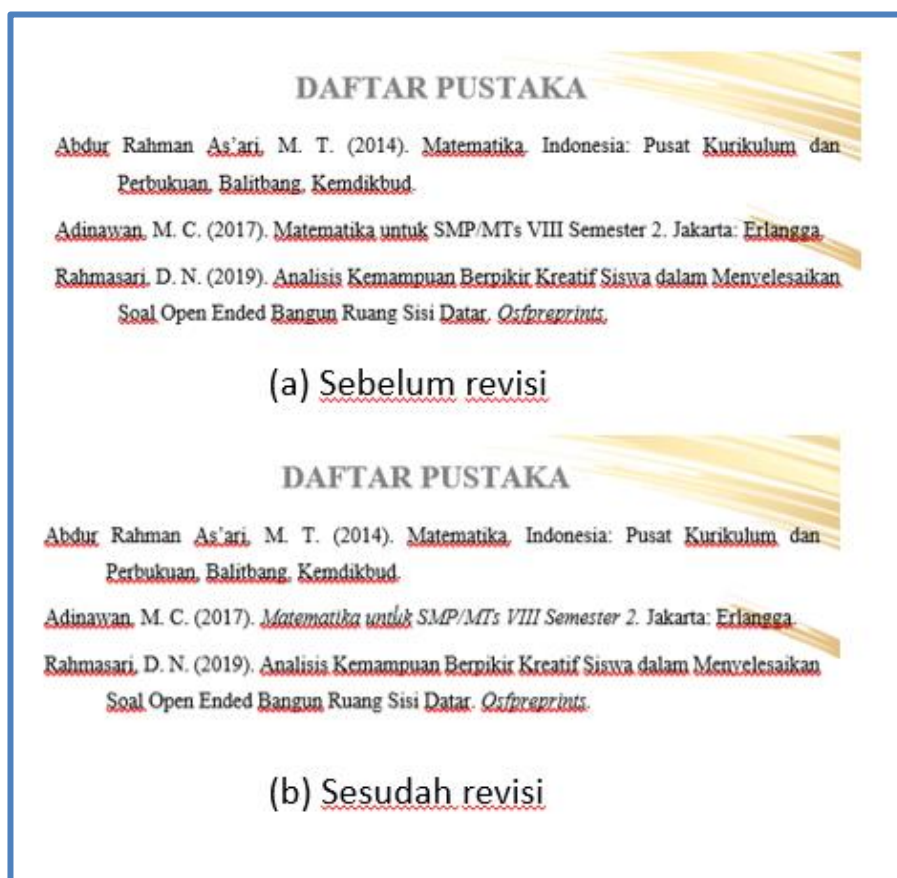 DAFTAR PUSTAKA
Abdur Rahman As'ari, M. T. (2014). Matematika. Indonesia: Pusat Kurikulum dan
Perbukuan, Balitbang, Kemdikbud.
Adinawan, M. C. (2017). Matematika untuk SMP/MTs VIII Semester 2. Jakarta: Erlangga.
Rahmasari, D. N. (2019). Analisis Kemampuan Berpikir Kreatif Siswa dalam Menyelesaikan
Soal Open Ended Bangun Ruang Sisi Datar. Osfpreprints.
(a) Sebelum revisi
DAFTAR PUSTAKA
Abdur Rahman As'ari, M. T. (2014). Matematika. Indonesia: Pusat Kurikulum dan
Perbukuan, Balitbang, Kemdikbud.
Adinawan, M. C. (2017). Matematika untuk SMP/MTs VIII Semester 2. Jakarta: Erlangga.
Rahmasari, D. N. (2019). Analisis Kemampuan Berpikir Kreatif Siswa dalam Menyelesaikan
Soal Open Ended Bangun Ruang Sisi Datar. Osfpreprints.
(b) Sesudah revisi